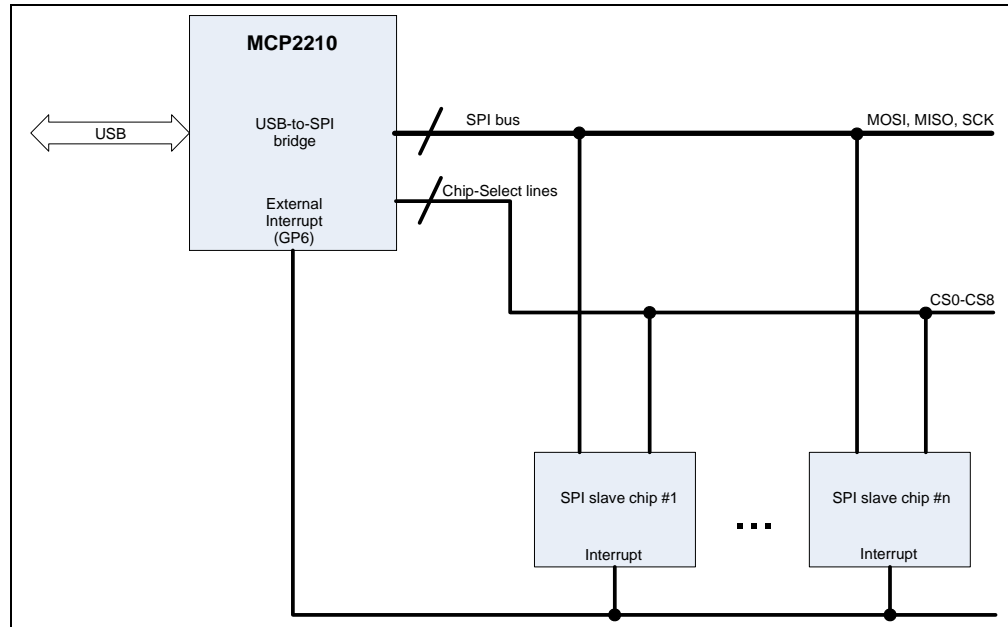 MCP2210
USB
USB-to-SPI
bridge
SPI bus
MOSI, MISO, SCK
Chip-Select lines
External
Interrupt
(GP6)
CS0-CS8
SPI slave chip #1
SPI slave chip #n
...
Interrupt
Interrupt